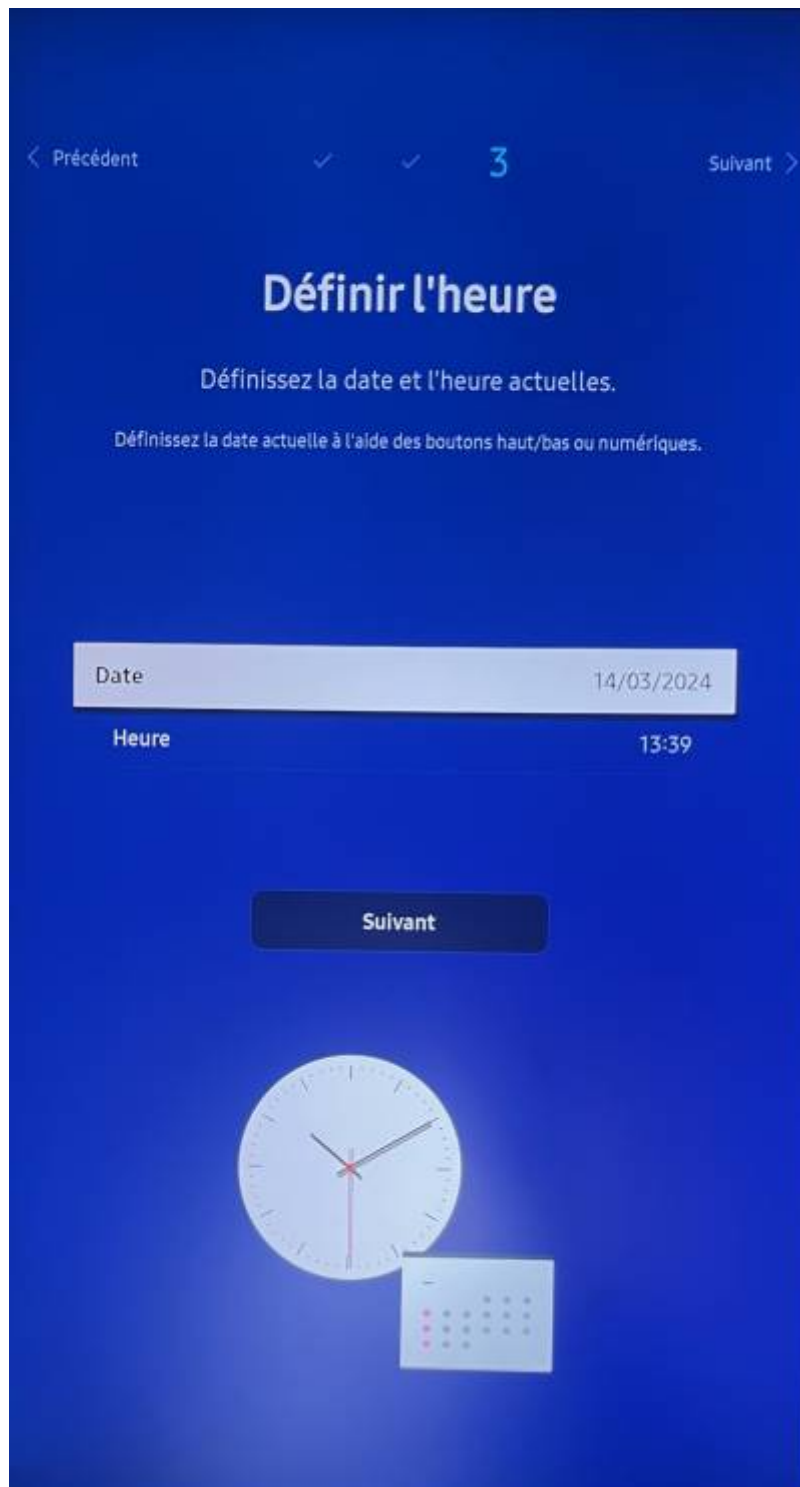 Précédent
3
Suivant
Définir l'heure
Définissez la date et l'heure actuelles.
Définissez la date actuelle à l'aide des boutons haut/bas ou numériques.
Date 14/03/2024
Heure 13:39
Suivant